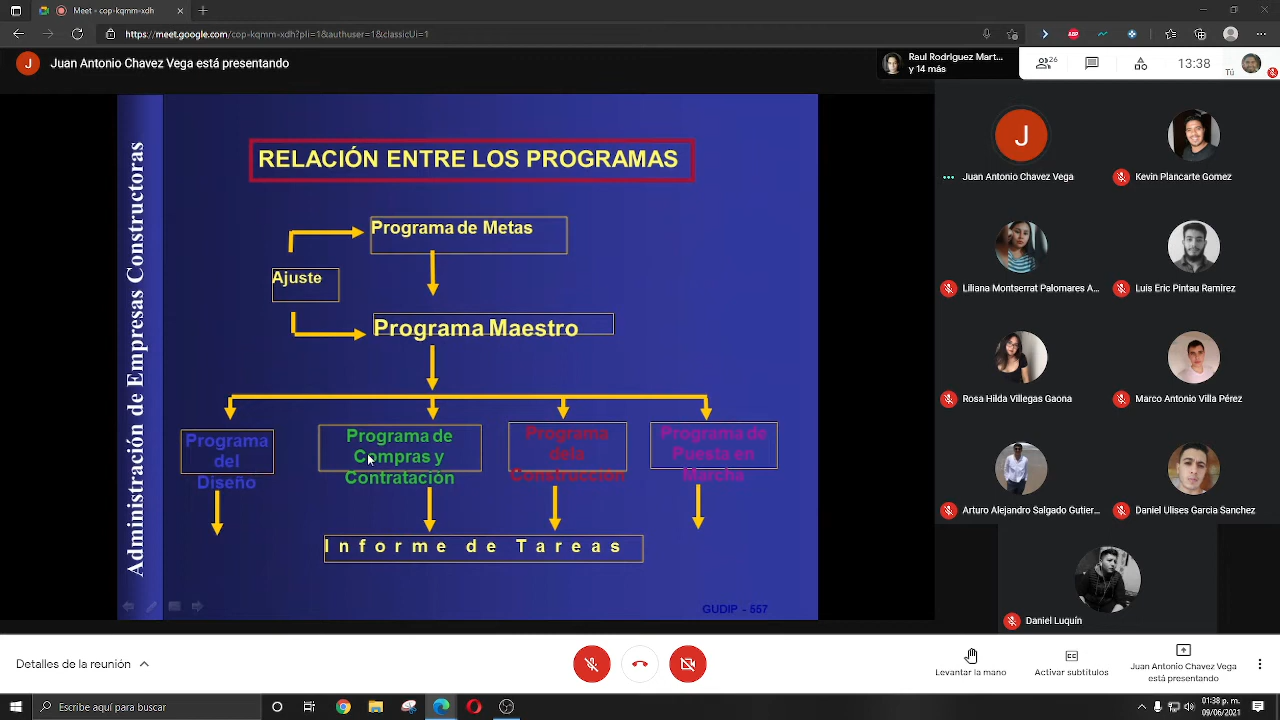 Meet - cop-kqmm-xdh
https://meet.google.com/cop-kqmm-xdh?pli=1&authuser=1&classicUI=1
J
Juan Antonio Chavez Vega está presentando
Raul Rodriguez Mart...
y 14 más
26
13:38
Tú
Administración de Empresas Constructoras
RELACIÓN ENTRE LOS PROGRAMAS
Programa de Metas
Ajuste
Programa Maestro
Programa
del
Diseño
Programa de
Compras y
Contratación
Programa
dela
Construcción
Programa de
Puesta en
Marcha
Informe de Tareas
GUDIP - 557
J
Juan Antonio Chavez Vega
Kevin Plancarte Gomez
Liliana Montserrat Palomares A...
Luis Eric Pintau Ramirez
Rosa Hilda Villegas Gaona
Marco Antonio Villa Pérez
Arturo Alejandro Salgado Gutier...
Daniel Ulises Garcia Sanchez
Daniel Luquín
Detalles de la reunión
Levantar la mano
Activar subtítulos
Juan Antonio Chavez Vega
está presentando
Escribe aquí para buscar
01:38 p. m.
09/06/2021